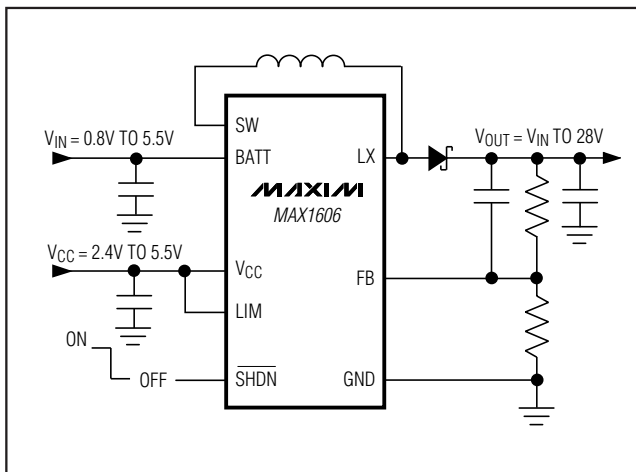 SW
V_IN = 0.8V TO 5.5V
BATT
LX
V_OUT = V_IN TO 28V
MAXIM
MAX1606
V_CC = 2.4V TO 5.5V
V_CC
FB
LIM
ON
OFF
SHDN
GND